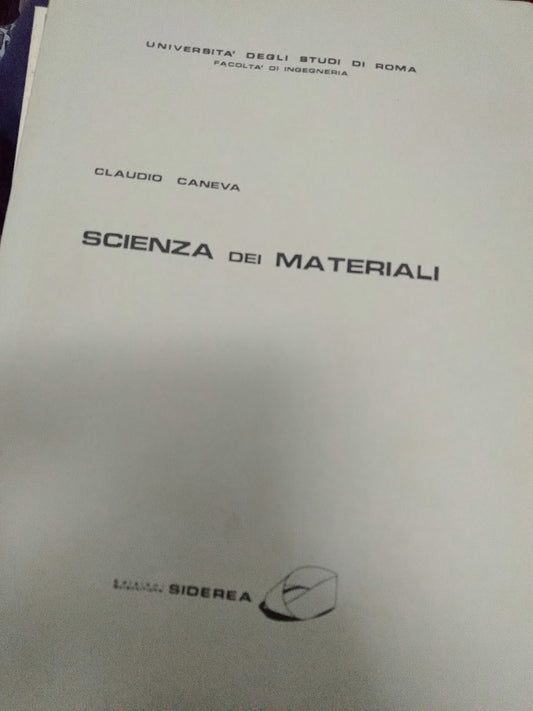 UNIVERSITA' DEGLI STUDI DI ROMA
FACOLTA' DI INGEGNERIA
CLAUDIO CANEVA
SCIENZA DEI MATERIALI
SIDEREA